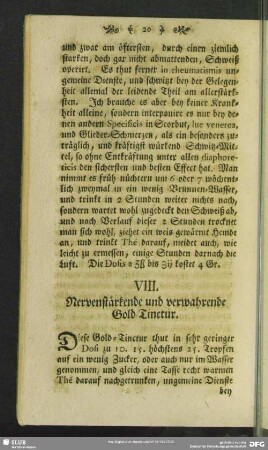 20
und zwar am öftersten, durch einen ziemlich
starken, doch gar nicht abmattenden, Schweiß
operiret. Es thut ferner in rheumatismis un-
gemeine Dienste, und schwitzt bey der Gelegen-
heit allemal der leidende Theil am allerstärk-
sten. Ich brauche es aber bey keiner Krank-
heit alleine, sondern interpanire es nur bey de-
nen andern Specificis in Scorbut, lue venerea,
und Glieder-Schmerzen, als ein besonders zu-
träglich, und kräftigst würkend Schwitz-Mit-
tel, so ohne Entkräftung unter allen diaphore-
ticis den sichersten und besten Effect hat. Man
nimmt es früh nüchtern um 6 oder 7 wöchent-
lich zweymal in ein wenig Brunnen-Wasser,
und trinkt in 2 Stunden weiter nichts nach,
sondern wartet wohl zugedeckt den Schweiß ab,
und nach Verlauf dieser 2 Stunden trocknet
man sich wohl, ziehet ein weis gewärmt Hembe
an, und trinkt Thé darauf, meidet auch, wie
leicht zu ermessen, einige Stunden darnach die
Luft. Die Dosis a ʒß bis ʒij kostet 4 Gr.
VIII.
Nervenstärkende und verwahrende
Gold Tinctur.
Diese Gold-Tinctur thut in sehr geringer
Dosi zu 10. 15. höchstens 25. Tropfen
auf ein wenig Zucker, oder auch nur im Wasser
genommen, und gleich eine Tasse recht warmen
Thé darauf nachgetrunken, ungemeine Dienste
bey